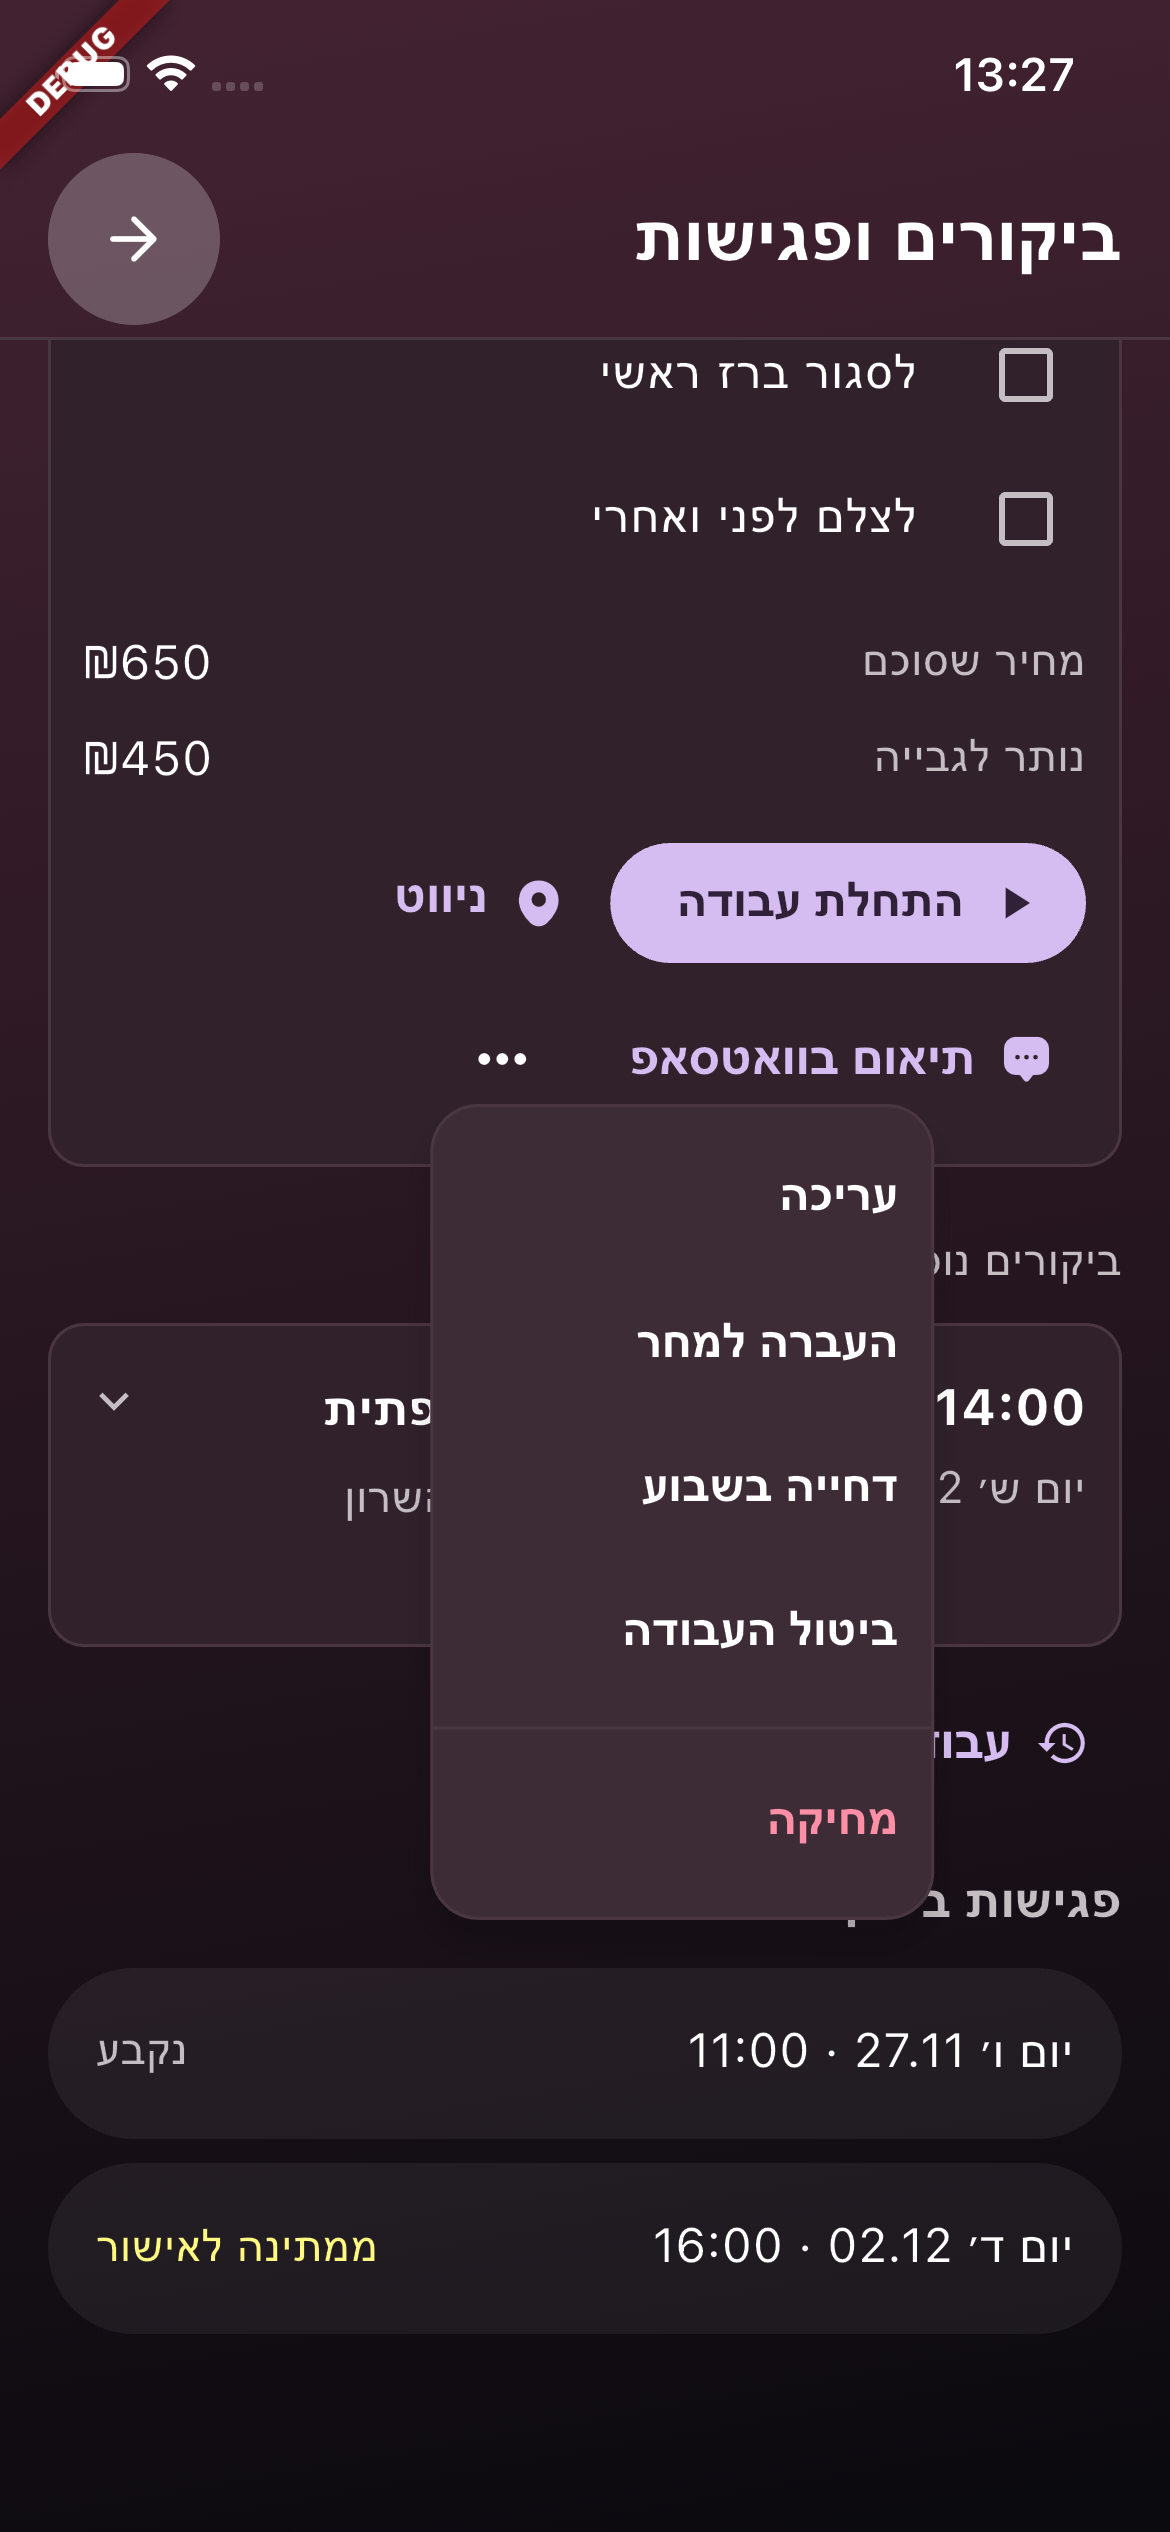 13:27
DEBUG
ביקורים ופגישות
לסגור ברז ראשי
לצלם לפני ואחרי
מחיר שסוכם ₪650
נותר לגבייה ₪450
התחלת עבודה
ניווט
תיאום בוואטסאפ
עריכה
העברה למחר
דחייה בשבוע
ביטול העבודה
מחיקה
ביקורים
14:00
יום ש׳
פגישות
יום ו׳ 27.11 · 11:00 נקבע
יום ד׳ 02.12 · 16:00 ממתינה לאישור